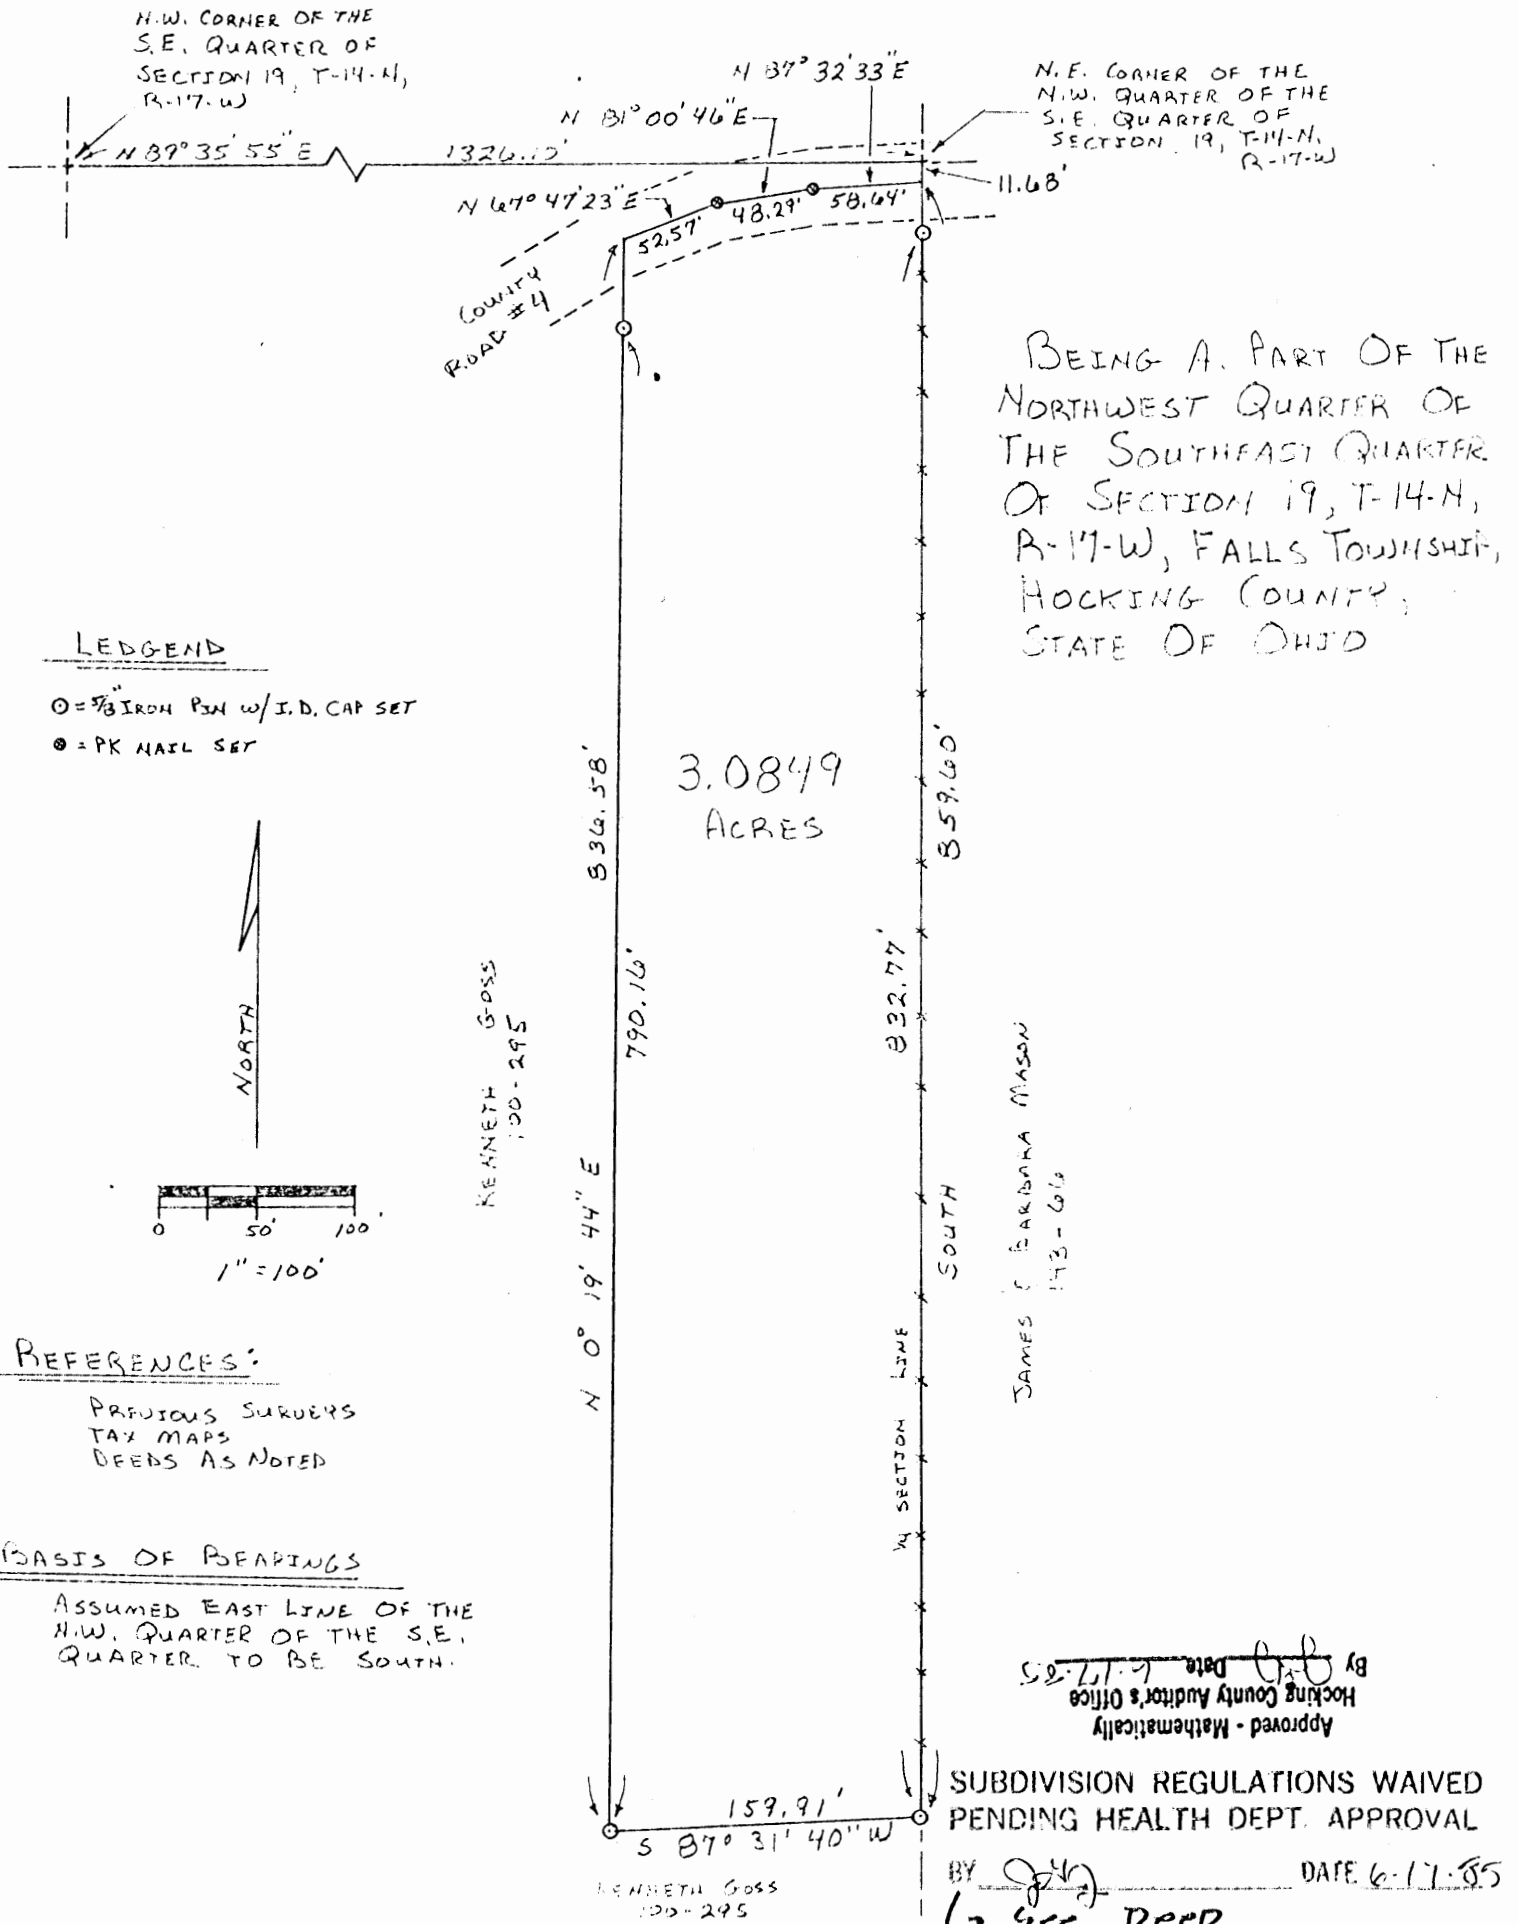 N.W. CORNER OF THE
S.E. QUARTER OF
SECTION 19, T-14-N,
R-17-W
N 87° 32' 33" E
N 81° 00' 46" E
N.E. CORNER OF THE
N.W. QUARTER OF THE
S.E. QUARTER OF
SECTION 19, T-14-N,
R-17-W
N 89° 35' 55" E
N 67° 47' 23" E
52.57'
48.29'
58.64'
11.68'
COUNTY
ROAD #4
BEING A PART OF THE
NORTHWEST QUARTER OF
THE SOUTHEAST QUARTER
OF SECTION 19, T-14-N,
R-17-W, FALLS TOWNSHIP,
HOCKING COUNTY,
STATE OF OHIO
LEDGEND
⊙ = 5/8" IRON PIN W/ I.D. CAP SET
⊗ = PK NAIL SET
3.0849
ACRES
836.58'
790.16'
N 0° 19' 44" E
859.60'
832.77'
SOUTH
1/4 SECTION LINE
KENNETH GOSS
100-295
JAMES & BARBARA MASON
143-66
NORTH
0 50' 100'
1" = 100'
REFERENCES:
PREVIOUS SURVEYS
TAX MAPS
DEEDS AS NOTED
BASIS OF BEARINGS
ASSUMED EAST LINE OF THE
N.W. QUARTER OF THE S.E.
QUARTER TO BE SOUTH.
159.91'
S 87° 31' 40" W
KENNETH GOSS
100-295
Approved - Mathematically
Hocking County Auditor's Office
By Date 6-17-85
SUBDIVISION REGULATIONS WAIVED
PENDING HEALTH DEPT. APPROVAL
BY DATE 6-17-85
DEED